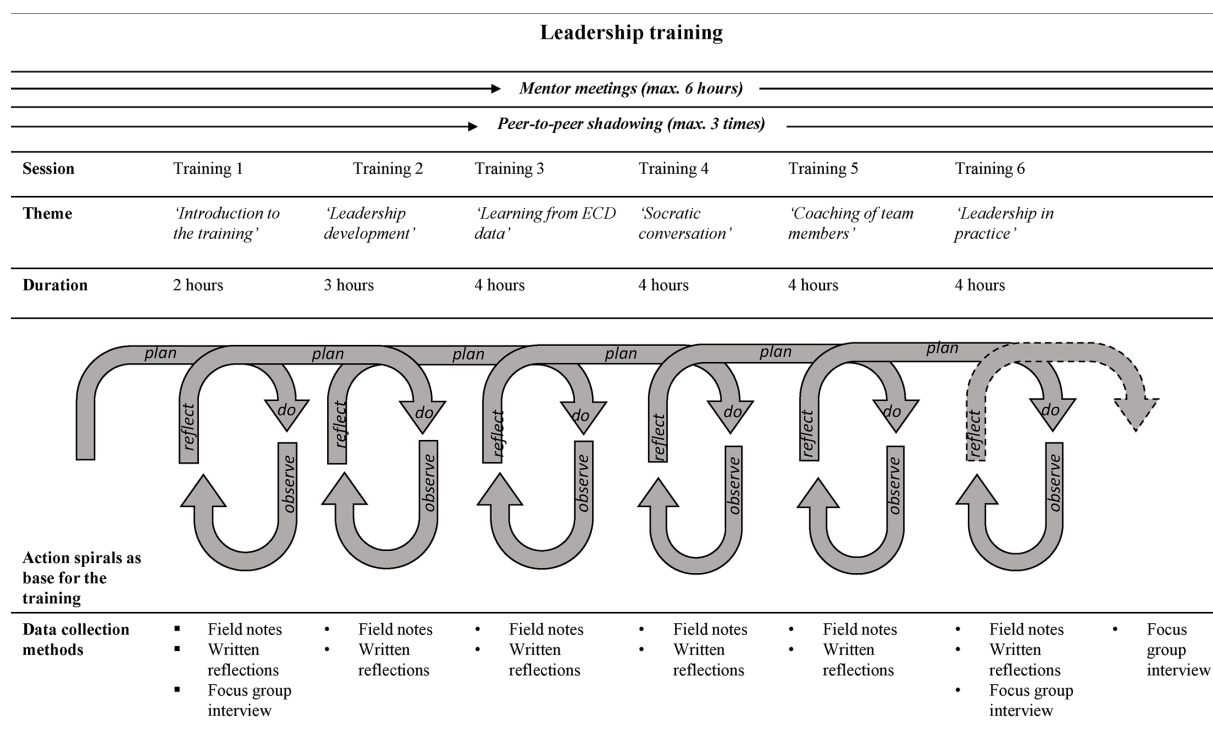 Leadership training
Mentor meetings (max. 6 hours)
Peer-to-peer shadowing (max. 3 times)
Session Training 1 Training 2 Training 3 Training 4 Training 5 Training 6
Theme ‘Introduction to ‘Leadership ‘Learning from ECD ‘Socratic ‘Coaching of team ‘Leadership in
the training’ development’ data’ conversation’ members’ practice’
Duration 2 hours 3 hours 4 hours 4 hours 4 hours 4 hours
plan plan plan plan plan plan
reflect do reflect do reflect do reflect do reflect do reflect do
observe observe observe observe observe observe
Action spirals as
base for the
training
Data collection ▪ Field notes • Field notes • Field notes • Field notes • Field notes • Field notes • Focus
methods ▪ Written • Written • Written • Written • Written • Written group
reflections reflections reflections reflections reflections reflections interview
▪ Focus group • Focus group
interview interview